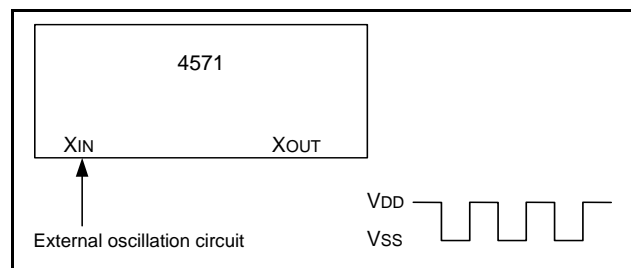 4571
XIN XOUT
VDD
VSS
External oscillation circuit